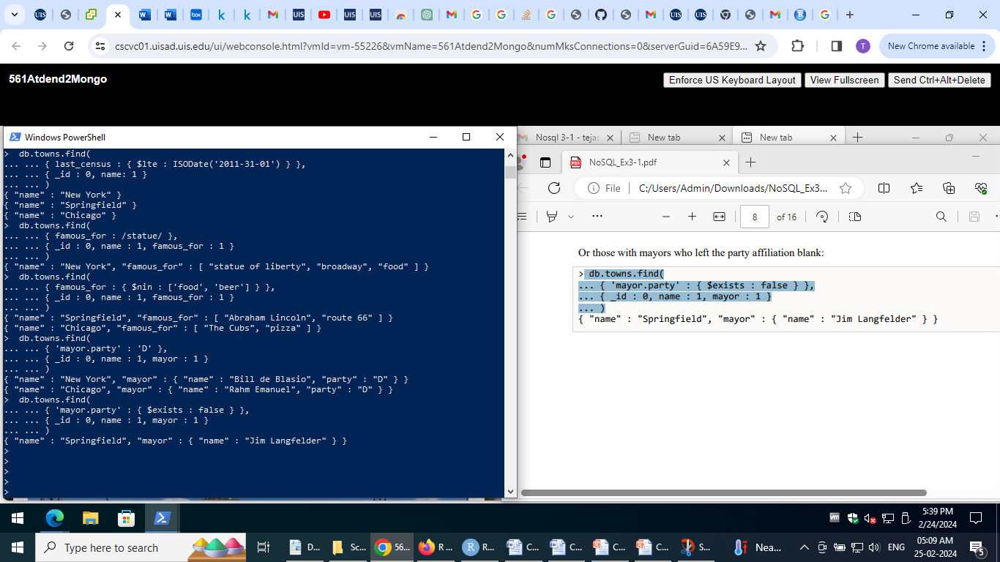 cscvc01.uisad.uis.edu/ui/webconsole.html?vmId=vm-55226&vmName=561Atdend2Mongo&numMksConnections=0&serverGuid=6A59E9...
T
New Chrome available
561Atdend2Mongo
Enforce US Keyboard Layout
View Fullscreen
Send Ctrl+Alt+Delete
Windows PowerShell
>  db.towns.find(
... ... { last_census : { $lte : ISODate('2011-31-01') } },
... ... { _id : 0, name: 1 }
... ... )
{ "name" : "New York" }
{ "name" : "Springfield" }
{ "name" : "Chicago" }
>  db.towns.find(
... ... { famous_for : /statue/ },
... ... { _id : 0, name : 1, famous_for : 1 }
... ... )
{ "name" : "New York", "famous_for" : [ "statue of liberty", "broadway", "food" ] }
>  db.towns.find(
... ... { famous_for : { $nin : ['food', 'beer'] } },
... ... { _id : 0, name : 1, famous_for : 1 }
... ... )
{ "name" : "Springfield", "famous_for" : [ "Abraham Lincoln", "route 66" ] }
{ "name" : "Chicago", "famous_for" : [ "The Cubs", "pizza" ] }
>  db.towns.find(
... ... { 'mayor.party' : 'D' },
... ... { _id : 0, name : 1, mayor : 1 }
... ... )
{ "name" : "New York", "mayor" : { "name" : "Bill de Blasio", "party" : "D" } }
{ "name" : "Chicago", "mayor" : { "name" : "Rahm Emanuel", "party" : "D" } }
>  db.towns.find(
... ... { 'mayor.party' : { $exists : false } },
... ... { _id : 0, name : 1, mayor : 1 }
... ... )
{ "name" : "Springfield", "mayor" : { "name" : "Jim Langfelder" } }
>
>
>
>
>
Nosql 3-1 - tejas
New tab
New tab
NoSQL_Ex3-1.pdf
File
C:/Users/Admin/Downloads/NoSQL_Ex3...
8
of 16
Or those with mayors who left the party affiliation blank:
> db.towns.find(
... { 'mayor.party' : { $exists : false } },
... { _id : 0, name : 1, mayor : 1 }
... )
{ "name" : "Springfield", "mayor" : { "name" : "Jim Langfelder" } }
5:39 PM
2/24/2024
Type here to search
D...
Sc...
56...
R ...
R...
C...
C...
C...
C...
S...
Nea...
ENG
05:09 AM
25-02-2024
5